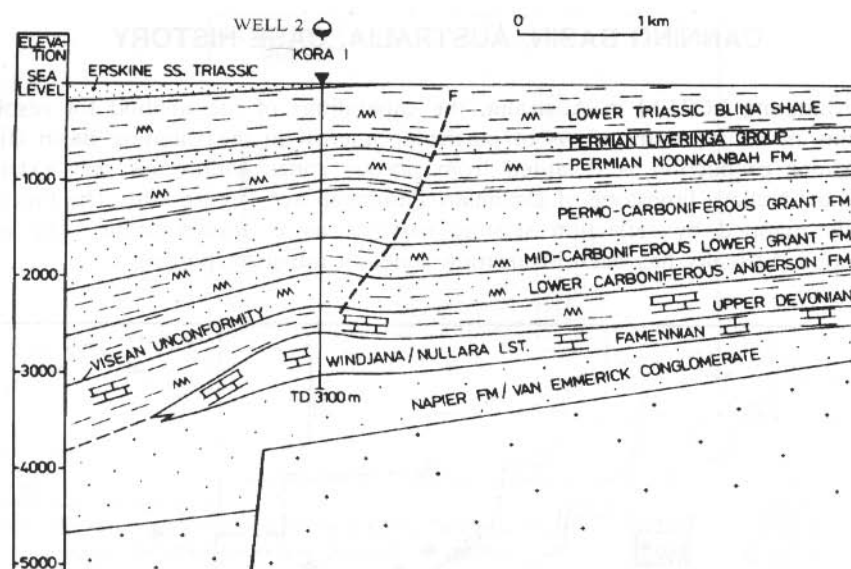 WELL 2
0 1 km
ELEVA-
TION
SEA
LEVEL
KORA 1
ERSKINE SS. TRIASSIC
F
LOWER TRIASSIC BLINA SHALE
PERMIAN LIVERINGA GROUP
PERMIAN NOONKANBAH FM.
-1000
PERMO-CARBONIFEROUS GRANT FM.
MID-CARBONIFEROUS LOWER GRANT FM.
-2000
LOWER CARBONIFEROUS ANDERSON FM.
UPPER DEVONIAN
VISEAN UNCONFORMITY
WINDJANA/NULLARA LST.
FAMENNIAN
-3000
TD 3100 m
NAPIER FM/VAN EMMERICK CONGLOMERATE
-4000
-5000